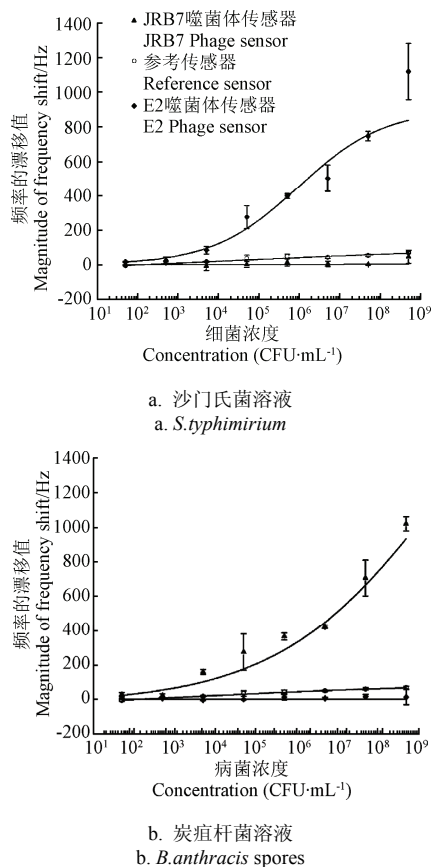 1400
1200
1000
800
600
400
200
0
-200
频率的漂移值
Magnitude of frequency shift/Hz
JRB7噬菌体传感器
JRB7 Phage sensor
参考传感器
Reference sensor
E2噬菌体传感器
E2 Phage sensor
10¹ 10² 10³ 10⁴ 10⁵ 10⁶ 10⁷ 10⁸ 10⁹
细菌浓度
Concentration (CFU·mL⁻¹)
a. 沙门氏菌溶液
a. S.typhimirium
1400
1200
1000
800
600
400
200
0
-200
频率的漂移值
Magnitude of frequency shift/Hz
10¹ 10² 10³ 10⁴ 10⁵ 10⁶ 10⁷ 10⁸ 10⁹
病菌浓度
Concentration (CFU·mL⁻¹)
b. 炭疽杆菌溶液
b. B.anthracis spores